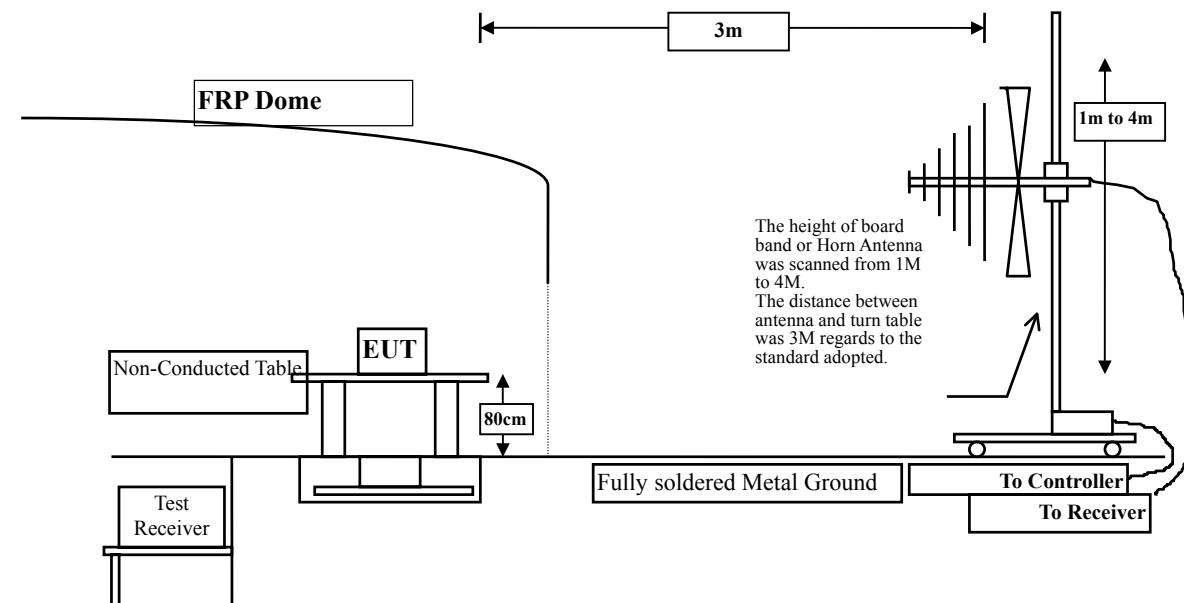 3m
FRP Dome
1m to 4m
The height of board
band or Horn Antenna
was scanned from 1M
to 4M.
The distance between
antenna and turn table
was 3M regards to the
standard adopted.
EUT
Non-Conducted Table
80cm
Fully soldered Metal Ground
To Controller
Test
Receiver
To Receiver